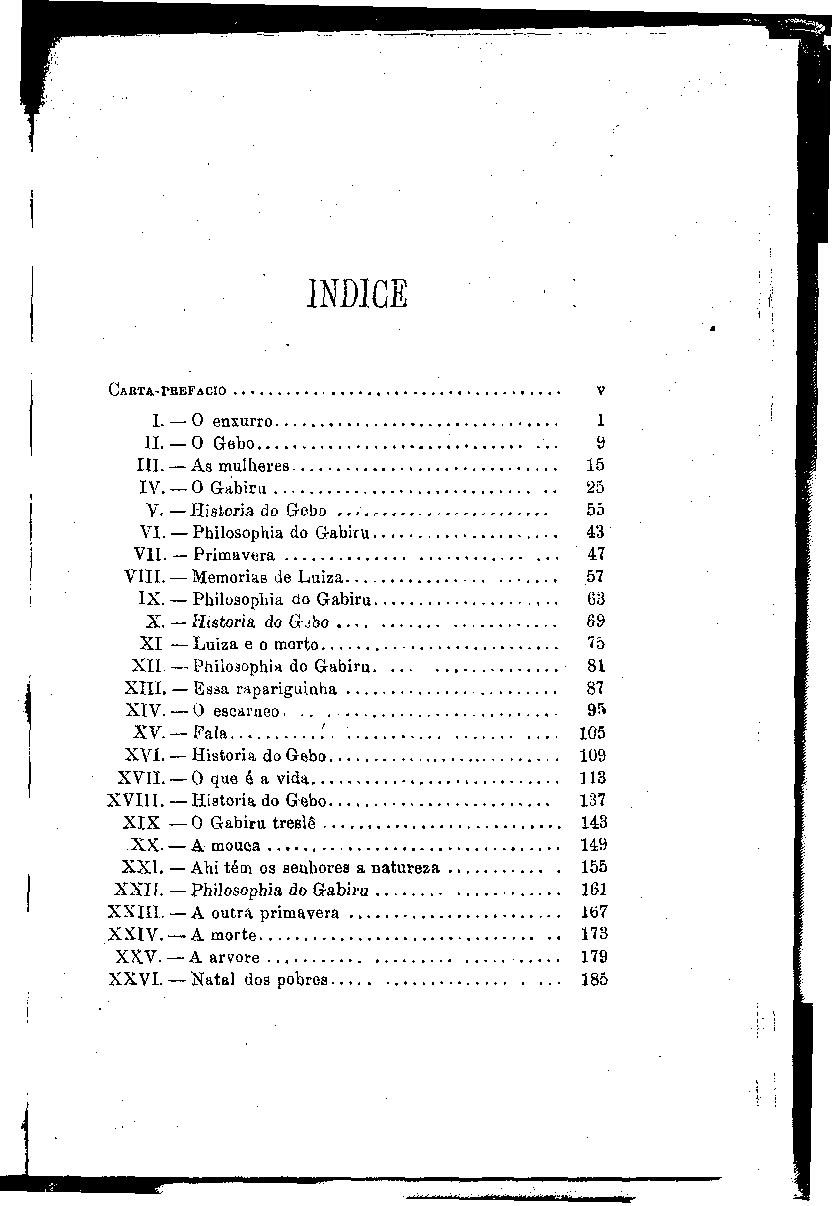 INDICE
CARTA-PREFACIO .................................... V
I. — O enxurro............................... 1
II. — O Gebo............................... ... 9
III. — As mulheres............................. 15
IV. — O Gabiru ............................. .. 25
V. — Historia do Gebo ........................ 55
VI. — Philosophia do Gabiru..................... 43
VII. — Primavera .......................... ... 47
VIII. — Memorias de Luiza................ ....... 57
IX. — Philosophia do Gabiru..................... 63
X. — Historia do Gebo .... ........ ............ 69
XI — Luiza e o morto.......................... 75
XII — Philosophia do Gabiru. ... .............. 81
XIII. — Essa rapariguinha ........................ 87
XIV. — O escarneo. .. .......................... 95
XV. — Fala.......... ............... .... 105
XVI. — Historia do Gebo.......................... 109
XVII. — O que é a vida............................ 113
XVIII. — Historia do Gebo......................... 137
XIX — O Gabiru treslê ........................... 143
XX. — A mouca ................................. 149
XXI. — Ahi tém os senhores a natureza ........... . 155
XXII. — Philosophia do Gabiru ....... ............ 161
XXIII. — A outra primavera ........................ 167
XXIV. — A morte.............................. .. 173
XXV. — A arvore ........... ......... ..... ..... 179
XXVI. — Natal dos pobres..... ................. . ... 185